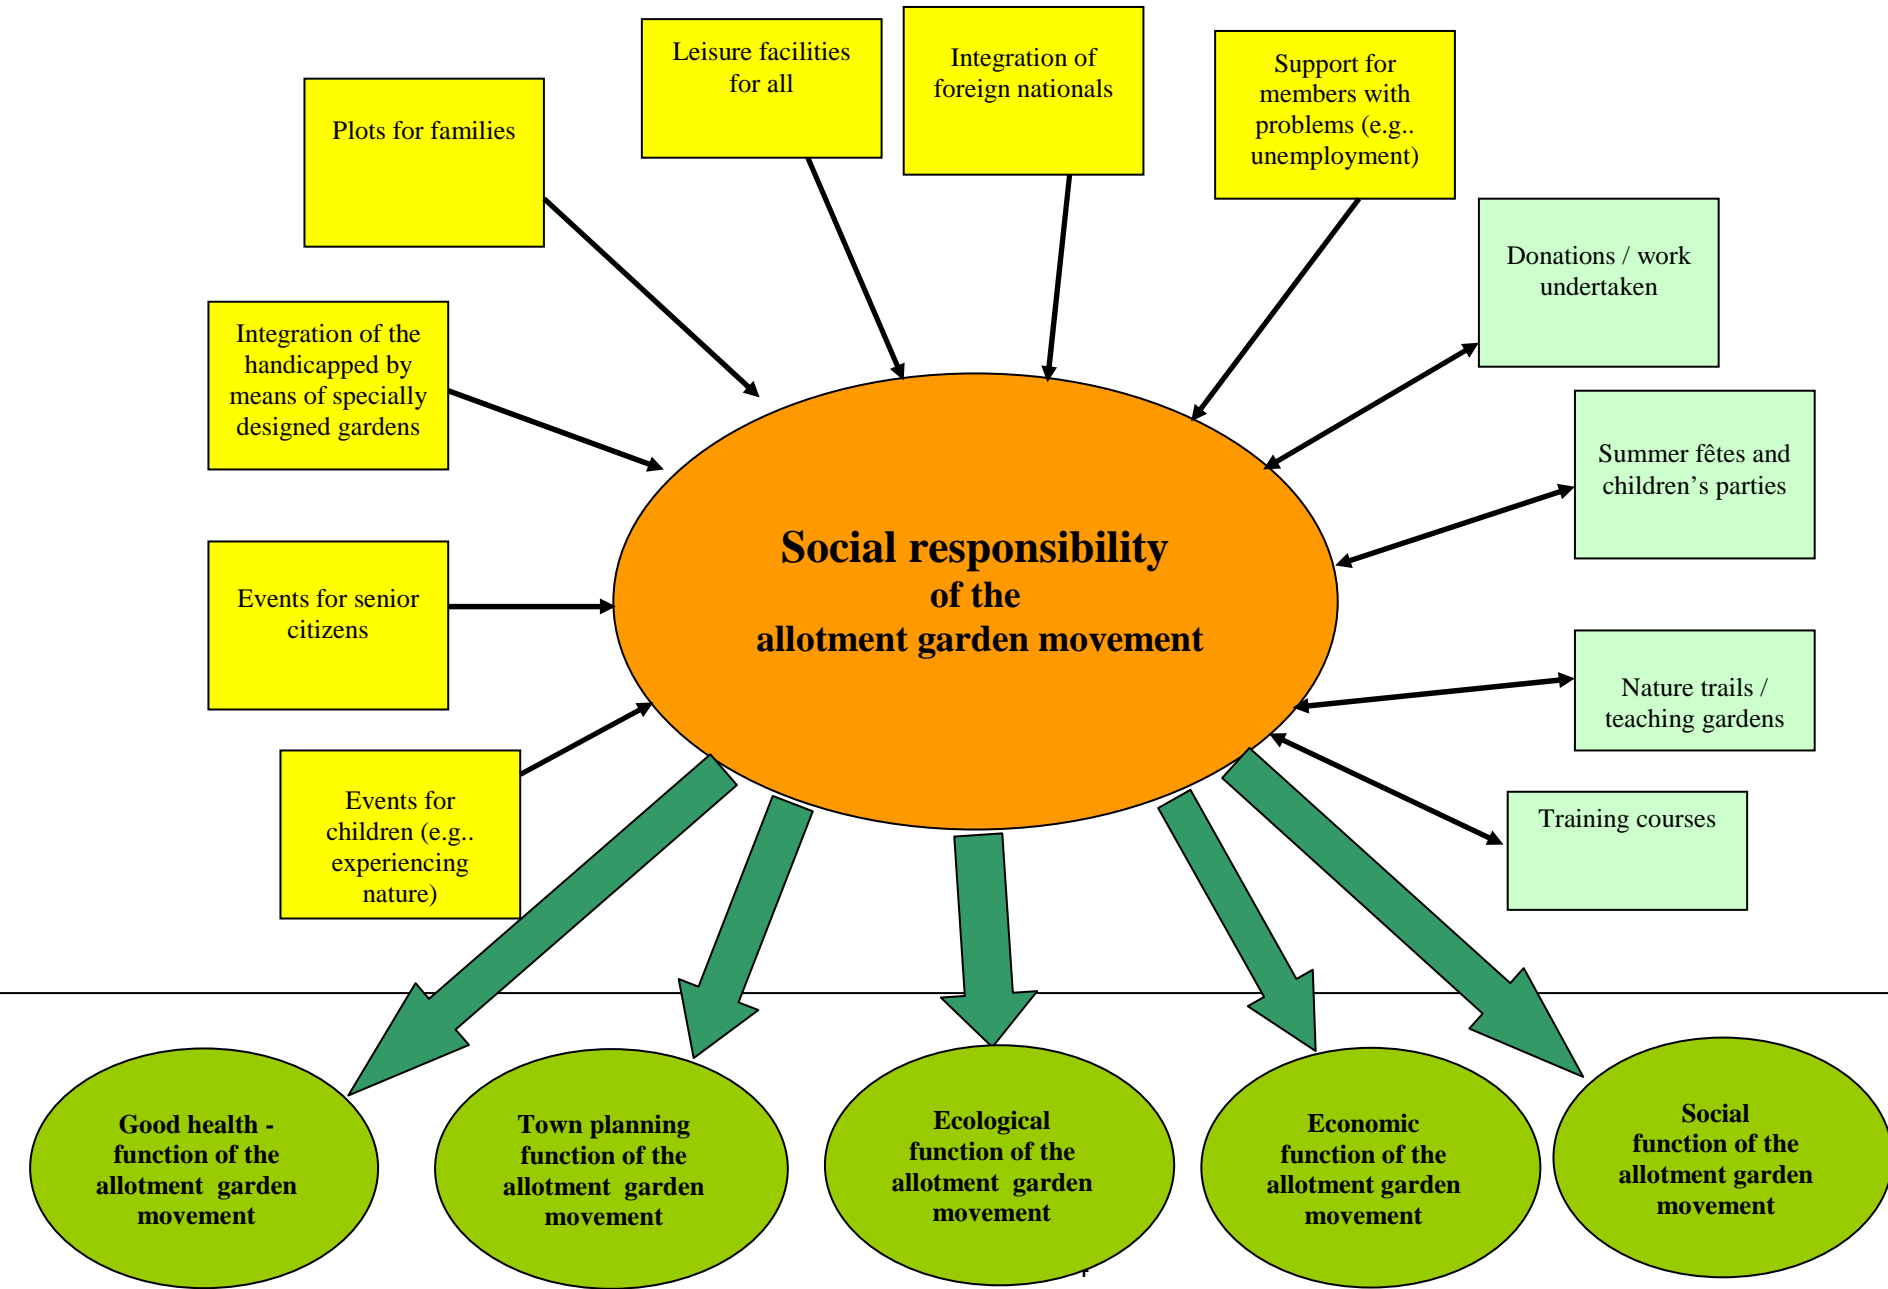 Leisure facilities
for all
Integration of
foreign nationals
Support for
members with
problems (e.g..
unemployment)
Plots for families
Donations / work
undertaken
Integration of the
handicapped by
means of specially
designed gardens
Summer fêtes and
children’s parties
Social responsibility
of the
allotment garden movement
Events for senior
citizens
Nature trails /
teaching gardens
Events for
children (e.g..
experiencing
nature)
Training courses
Good health -
function of the
allotment  garden
movement
Town planning
function of the
allotment  garden
movement
Ecological
function of the
allotment  garden
movement
Economic
function of the
allotment garden
movement
Social
function of the
allotment garden
movement